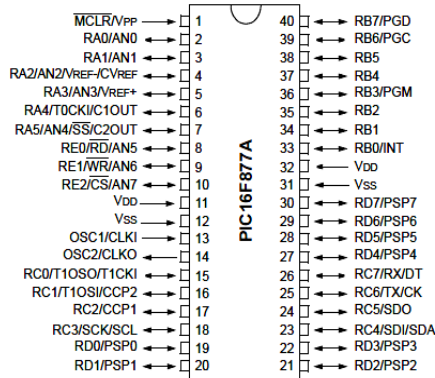 MCLR/VPP 1 40 RB7/PGD
RA0/AN0 2 39 RB6/PGC
RA1/AN1 3 38 RB5
RA2/AN2/VREF-/CVREF 4 37 RB4
RA3/AN3/VREF+ 5 36 RB3/PGM
RA4/T0CKI/C1OUT 6 35 RB2
RA5/AN4/SS/C2OUT 7 34 RB1
RE0/RD/AN5 8 33 RB0/INT
RE1/WR/AN6 9 32 VDD
RE2/CS/AN7 10 31 VSS
VDD 11 30 RD7/PSP7
VSS 12 29 RD6/PSP6
OSC1/CLKI 13 28 RD5/PSP5
OSC2/CLKO 14 27 RD4/PSP4
RC0/T1OSO/T1CKI 15 26 RC7/RX/DT
RC1/T1OSI/CCP2 16 25 RC6/TX/CK
RC2/CCP1 17 24 RC5/SDO
RC3/SCK/SCL 18 23 RC4/SDI/SDA
RD0/PSP0 19 22 RD3/PSP3
RD1/PSP1 20 21 RD2/PSP2
PIC16F877A